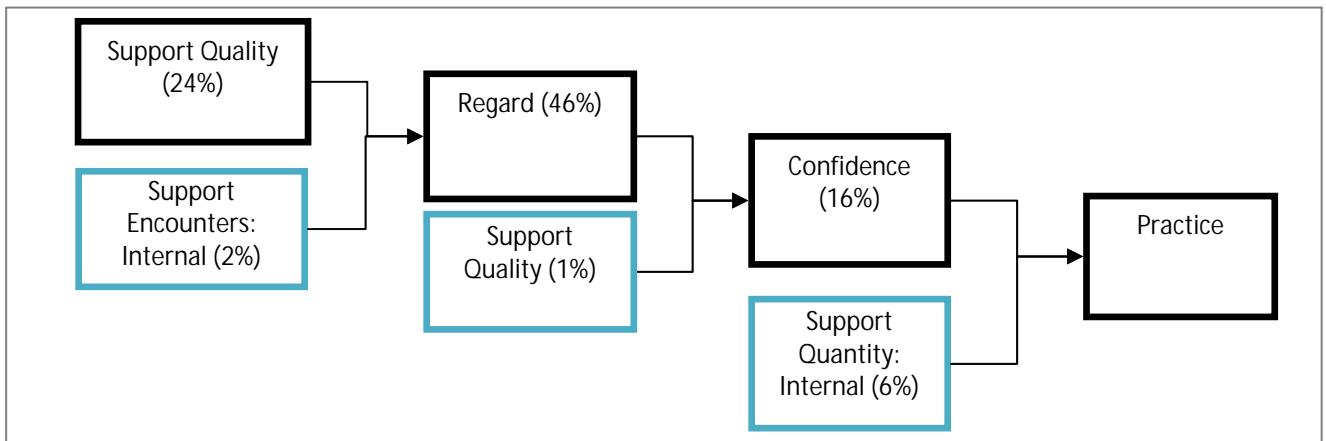 Support Quality
(24%)
Support
Encounters:
Internal (2%)
Regard (46%)
Support
Quality (1%)
Confidence
(16%)
Support
Quantity:
Internal (6%)
Practice